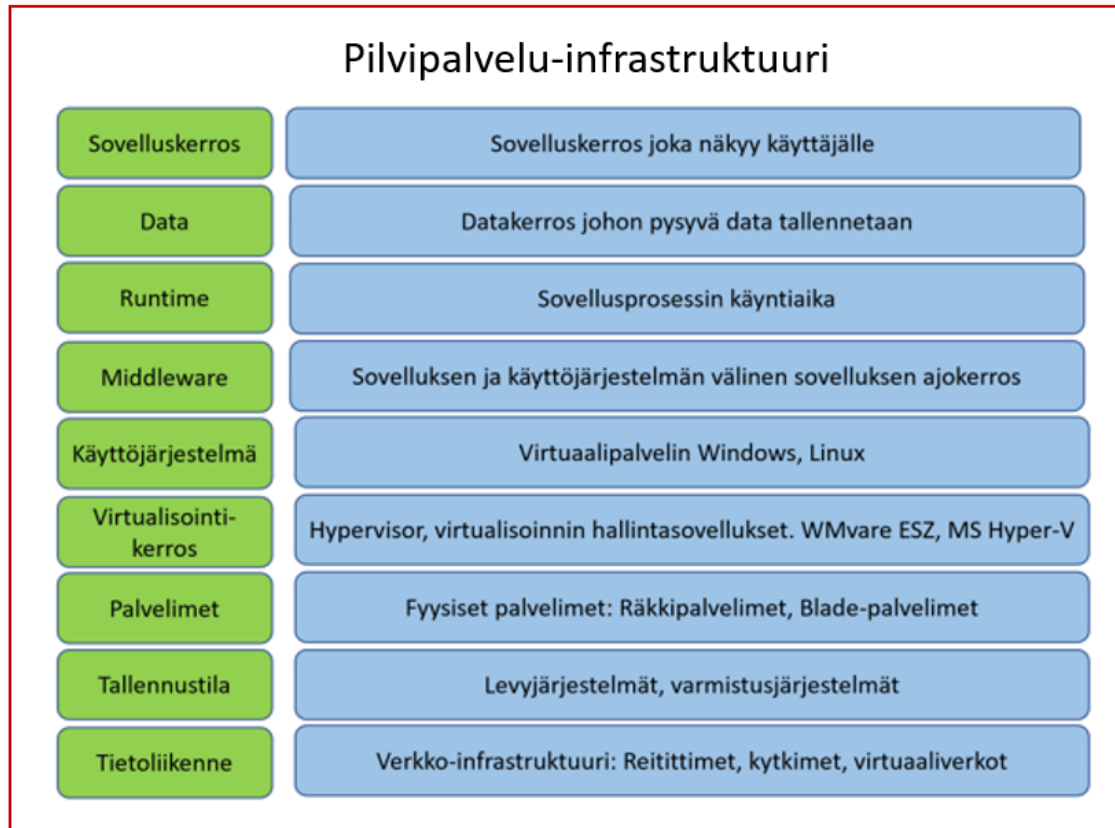 Pilvipalvelu-infrastruktuuri
Sovelluskerros
Sovelluskerros joka näkyy käyttäjälle
Data
Datakerros johon pysyvä data tallennetaan
Runtime
Sovellusprosessin käyntiaika
Middleware
Sovelluksen ja käyttöjärjestelmän välinen sovelluksen ajokerros
Käyttöjärjestelmä
Virtuaalipalvelin Windows, Linux
Virtualisointi-
kerros
Hypervisor, virtualisoinnin hallintasovellukset. WMvare ESZ, MS Hyper-V
Palvelimet
Fyysiset palvelimet: Räkkipalvelimet, Blade-palvelimet
Tallennustila
Levyjärjestelmät, varmistusjärjestelmät
Tietoliikenne
Verkko-infrastruktuuri: Reitittimet, kytkimet, virtuaaliverkot